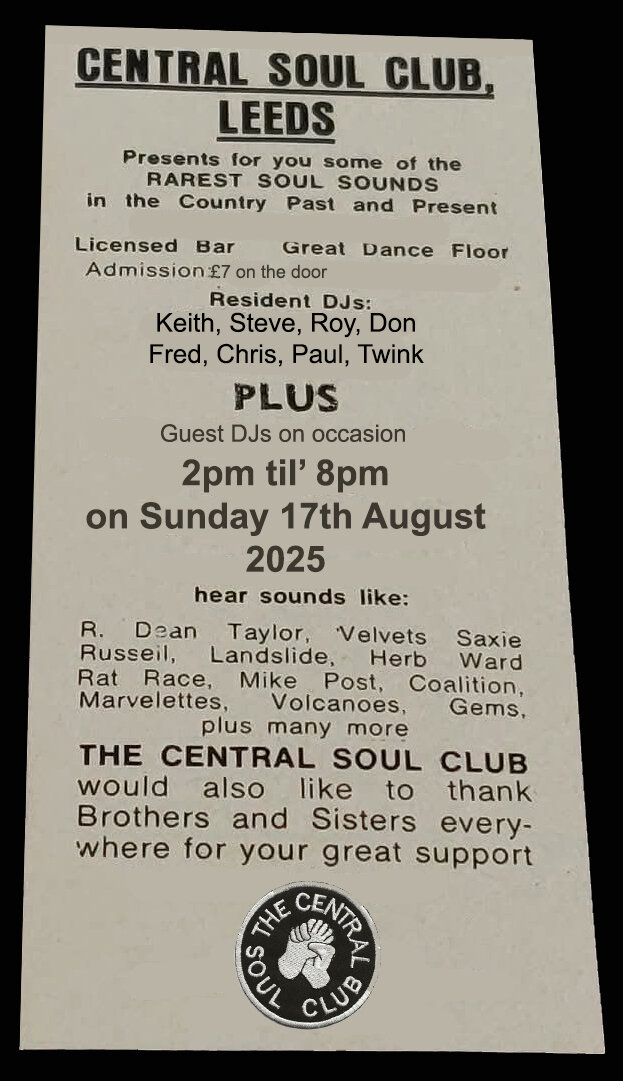 CENTRAL SOUL CLUB,
LEEDS
Presents for you some of the
RAREST SOUL SOUNDS
in the Country Past and Present
Licensed Bar Great Dance Floor
Admission £7 on the door
Resident DJs:
Keith, Steve, Roy, Don
Fred, Chris, Paul, Twink
PLUS
Guest DJs on occasion
2pm til’ 8pm
on Sunday 17th August
2025
hear sounds like:
R. Dean Taylor, Velvets Saxie
Russell, Landslide, Herb Ward
Rat Race, Mike Post, Coalition,
Marvelettes, Volcanoes, Gems,
plus many more
THE CENTRAL SOUL CLUB
would also like to thank
Brothers and Sisters every-
where for your great support
THE CENTRAL
SOUL CLUB